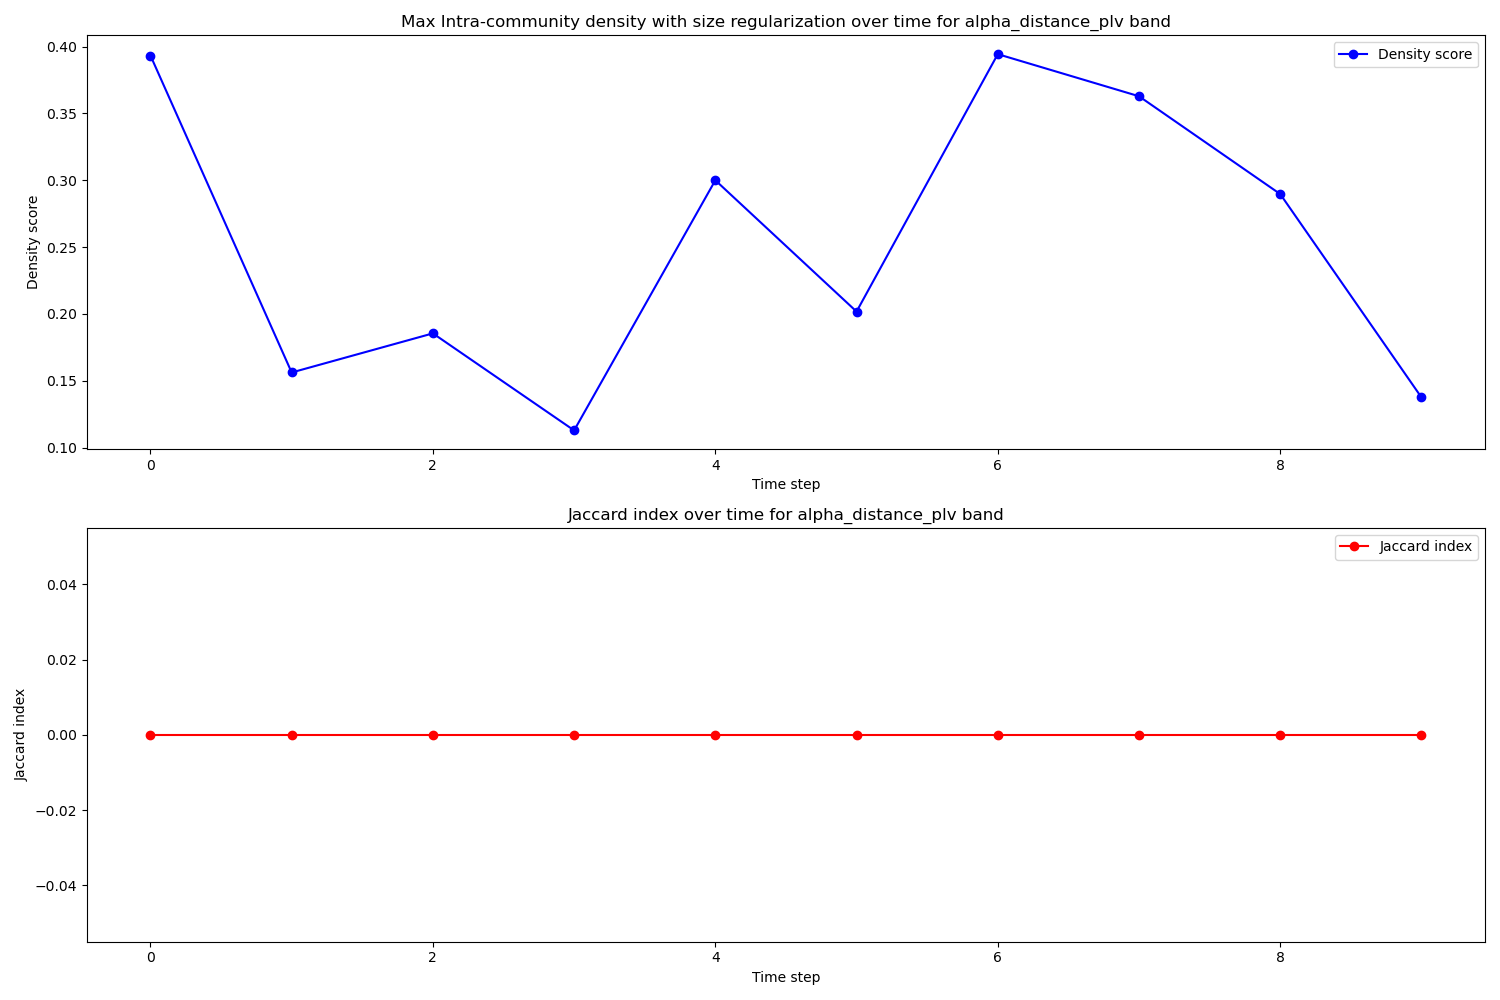 Max Intra-community density with size regularization over time for alpha_distance_plv band
0.40
0.35
0.30
0.25
0.20
0.15
0.10
Density score
Density score
0 2 4 6 8
Time step
Jaccard index over time for alpha_distance_plv band
0.04
0.02
0.00
−0.02
−0.04
Jaccard index
Jaccard index
0 2 4 6 8
Time step